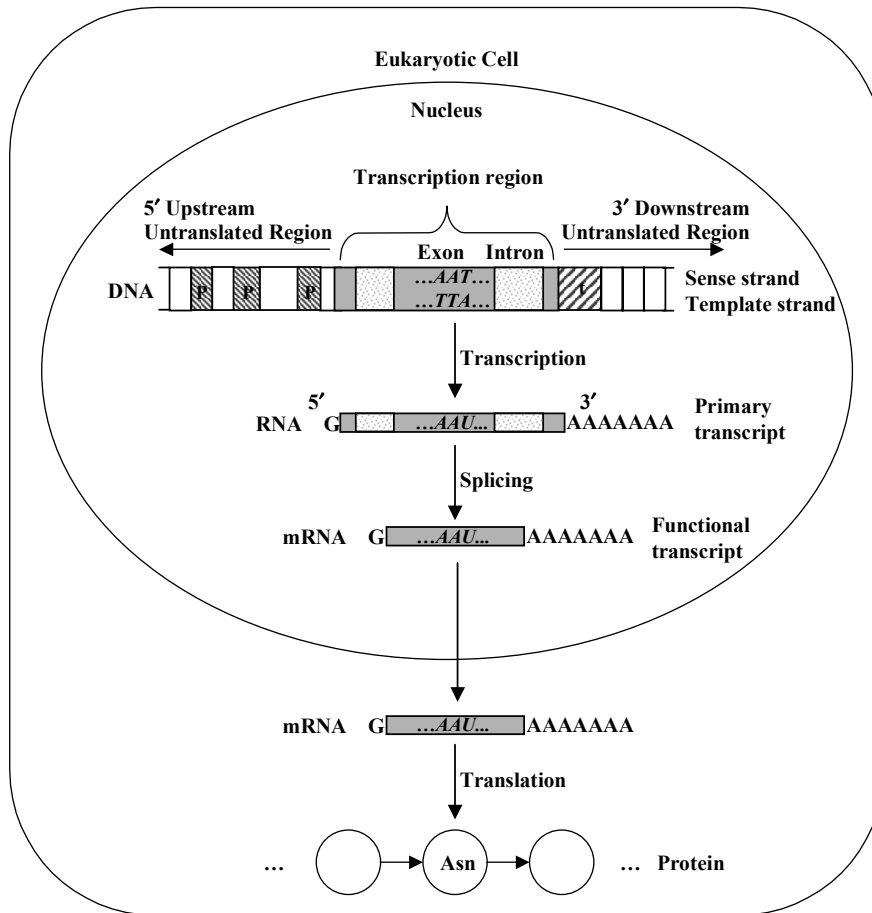 Eukaryotic Cell
Nucleus
Transcription region
5′ Upstream
Untranslated Region
3′ Downstream
Untranslated Region
Exon Intron
DNA
P P P
...AAT...
...TTA...
t
Sense strand
Template strand
Transcription
5′ 3′
RNA G ...AAU... AAAAAAA
Primary
transcript
Splicing
mRNA G ...AAU... AAAAAAA
Functional
transcript
mRNA G ...AAU... AAAAAAA
Translation
... Asn ... Protein